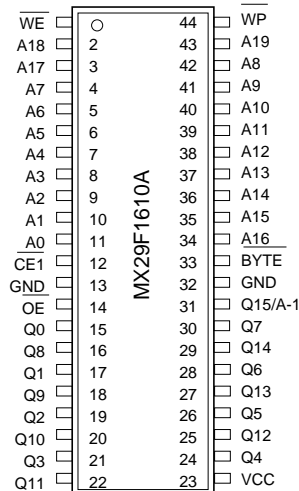 WE 44 WP
A18 2 43 A19
A17 3 42 A8
A7 4 41 A9
A6 5 40 A10
A5 6 39 A11
A4 7 38 A12
A3 8 37 A13
A2 9 36 A14
A1 10 35 A15
A0 11 34 A16
CE1 12 33 BYTE
GND 13 32 GND
OE 14 31 Q15/A-1
Q0 15 30 Q7
Q8 16 29 Q14
Q1 17 28 Q6
Q9 18 27 Q13
Q2 19 26 Q5
Q10 20 25 Q12
Q3 21 24 Q4
Q11 22 23 VCC
MX29F1610A